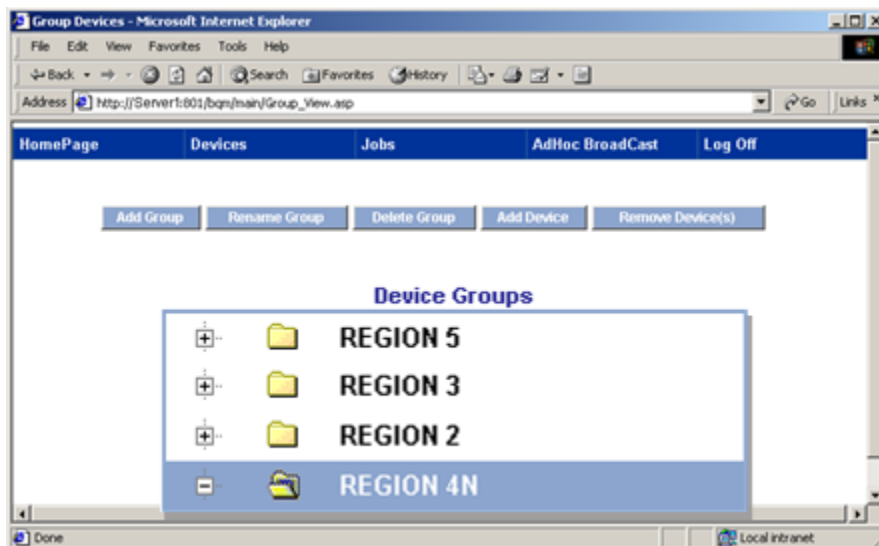 Group Devices - Microsoft Internet Explorer
File Edit View Favorites Tools Help
Back Search Favorites History
Address http://Server1:801/bqm/main/Group_View.asp Go Links »
HomePage Devices Jobs AdHoc BroadCast Log Off
Add Group Rename Group Delete Group Add Device Remove Device(s)
Device Groups
REGION 5
REGION 3
REGION 2
REGION 4N
Done Local intranet